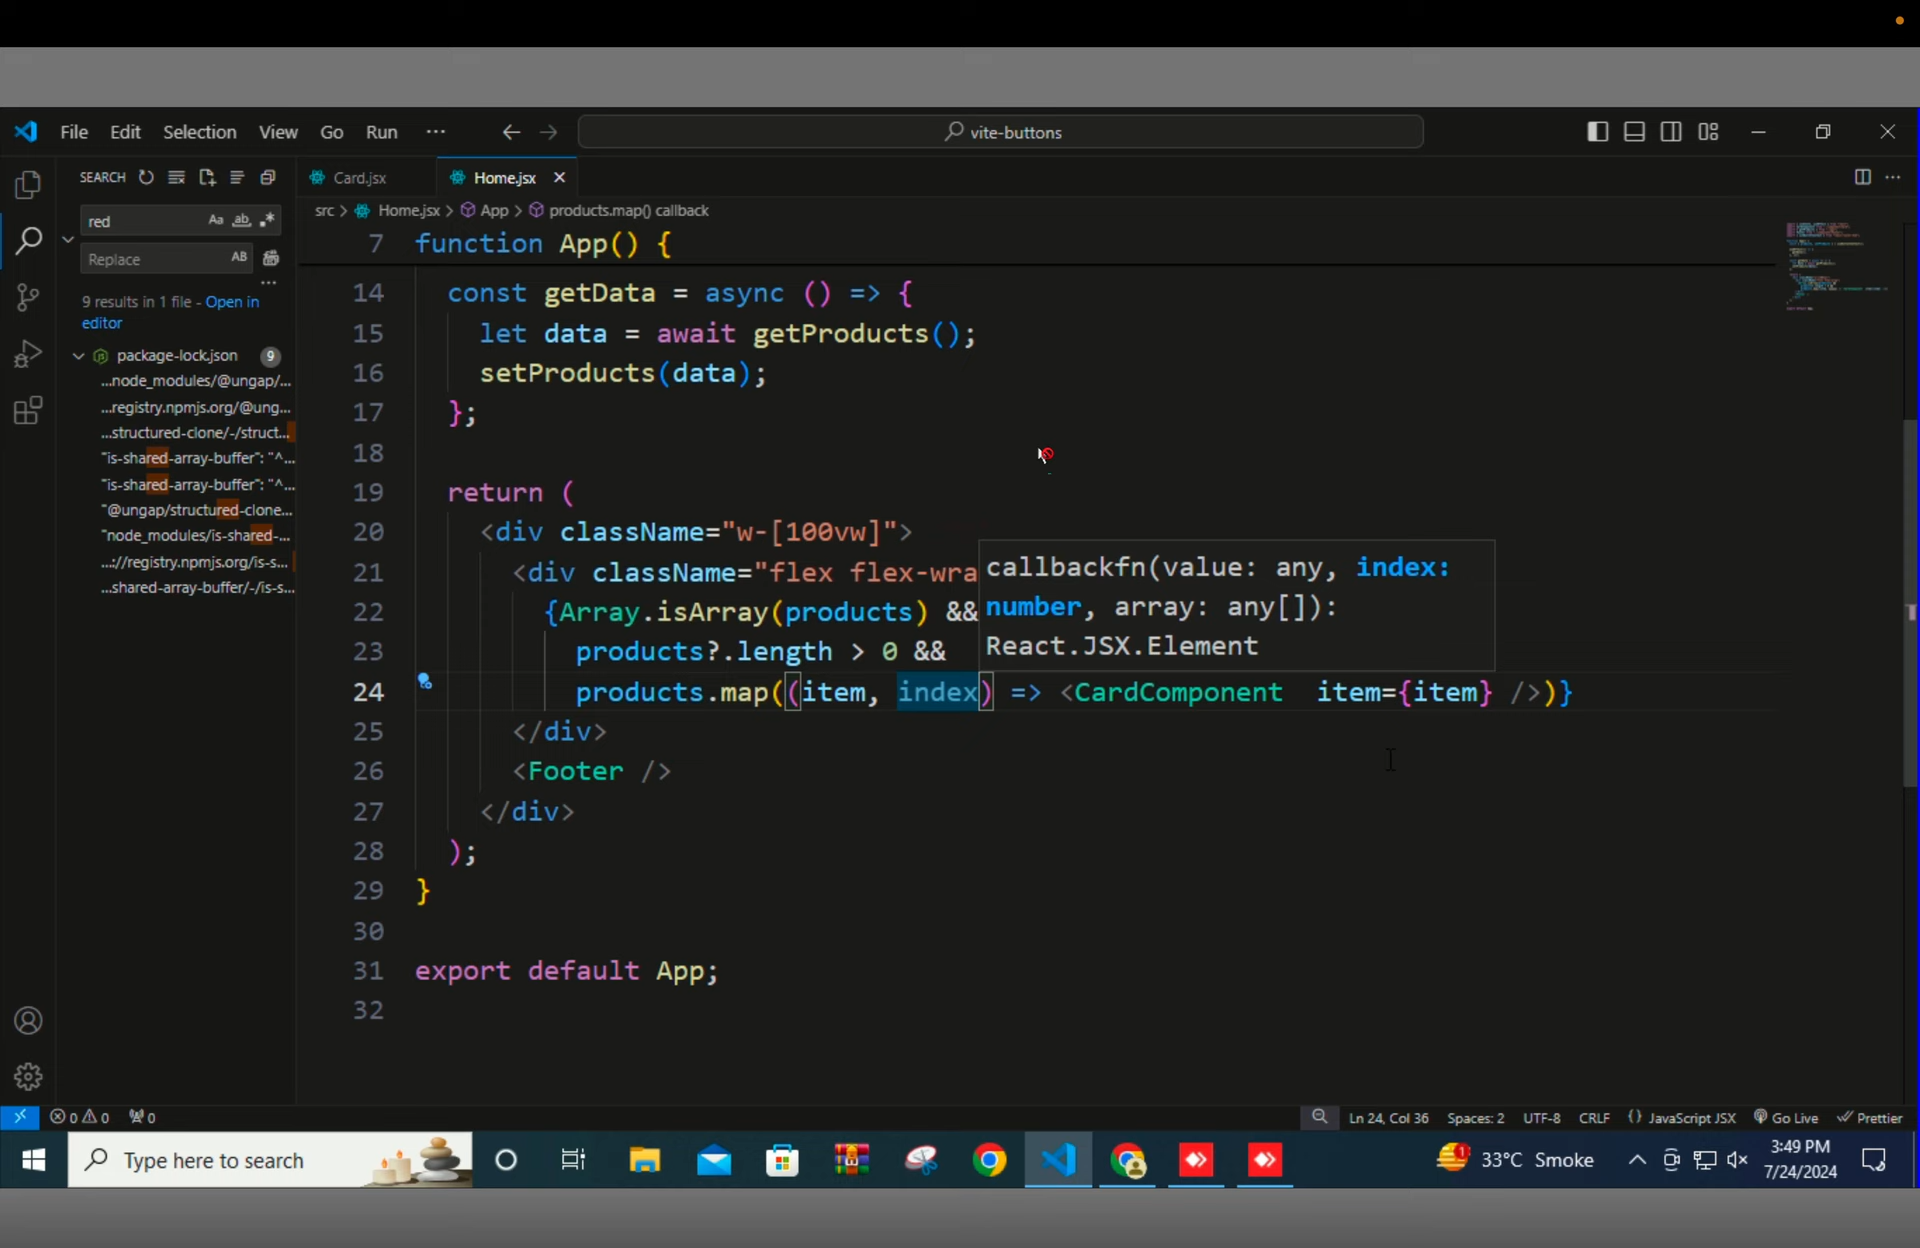 File Edit Selection View Go Run ··· vite-buttons
SEARCH
red Aa ab
Replace AB
9 results in 1 file - Open in
editor
package-lock.json 9
...node_modules/@ungap/...
...registry.npmjs.org/@ung...
...structured-clone/-/struct...
"is-shared-array-buffer": "^...
"is-shared-array-buffer": "^...
"@ungap/structured-clone...
"node_modules/is-shared-...
...://registry.npmjs.org/is-s...
...shared-array-buffer/-/is-s...
Card.jsx Home.jsx
src > Home.jsx > App > products.map() callback
7 function App() {
14 const getData = async () => {
15 let data = await getProducts();
16 setProducts(data);
17 };
18
19 return (
20 <div className="w-[100vw]">
21 <div className="flex flex-wra
22 {Array.isArray(products) &&
23 products?.length > 0 &&
24 products.map((item, index) => <CardComponent  item={item} />)}
25 </div>
26 <Footer />
27 </div>
28 );
29 }
30
31 export default App;
32
callbackfn(value: any, index:
number, array: any[]):
React.JSX.Element
0 0 0 Ln 24, Col 36 Spaces: 2 UTF-8 CRLF {} JavaScript JSX Go Live Prettier
Type here to search 1 33°C Smoke 3:49 PM
7/24/2024